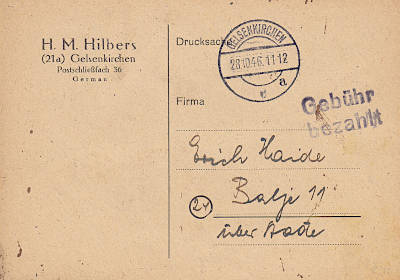 H. M. Hilbers
(21a) Gelsenkirchen
Postschließfach 36
German
Drucksache
GELSENKIRCHEN
28.10.46.11-12
a
Gebühr
bezahlt
Firma
Erich Haide
24
Balje 11
über